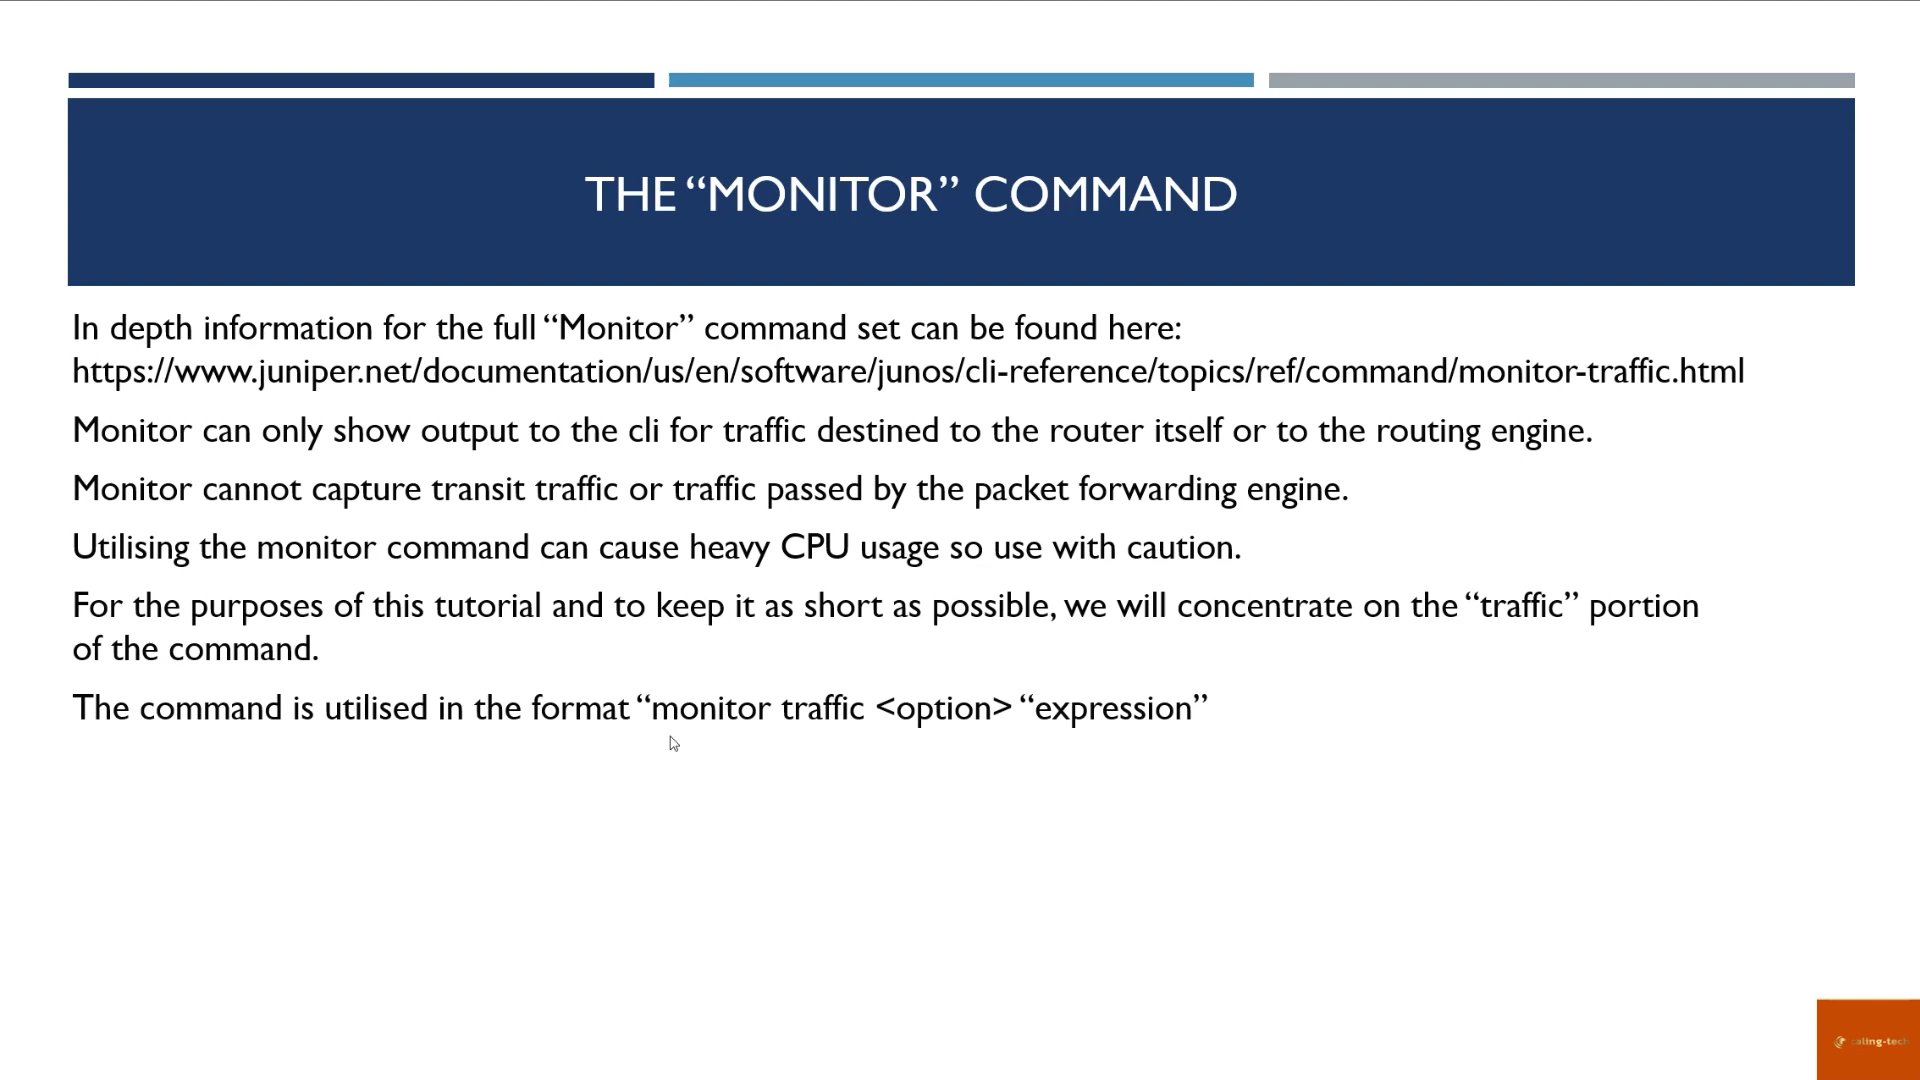 THE “MONITOR” COMMAND
In depth information for the full “Monitor” command set can be found here:
https://www.juniper.net/documentation/us/en/software/junos/cli-reference/topics/ref/command/monitor-traffic.html
Monitor can only show output to the cli for traffic destined to the router itself or to the routing engine.
Monitor cannot capture transit traffic or traffic passed by the packet forwarding engine.
Utilising the monitor command can cause heavy CPU usage so use with caution.
For the purposes of this tutorial and to keep it as short as possible, we will concentrate on the “traffic” portion
of the command.
The command is utilised in the format “monitor traffic <option> “expression”